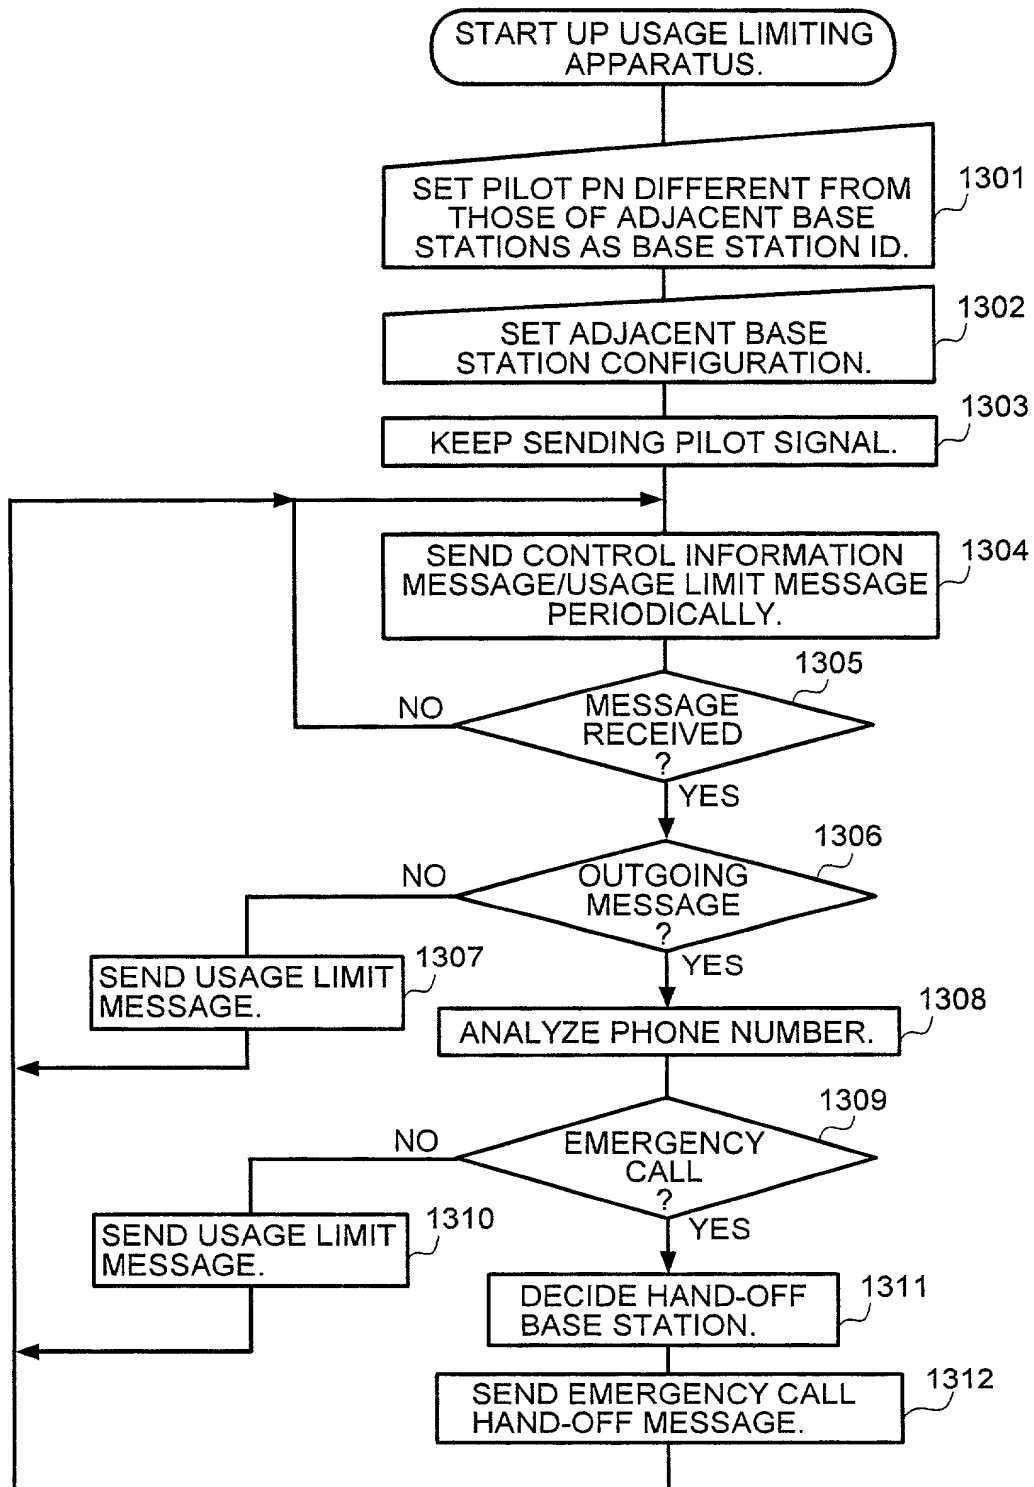 START UP USAGE LIMITING
APPARATUS.
1301
SET PILOT PN DIFFERENT FROM
THOSE OF ADJACENT BASE
STATIONS AS BASE STATION ID.
1302
SET ADJACENT BASE
STATION CONFIGURATION.
1303
KEEP SENDING PILOT SIGNAL.
1304
SEND CONTROL INFORMATION
MESSAGE/USAGE LIMIT MESSAGE
PERIODICALLY.
1305
NO
MESSAGE
RECEIVED
?
YES
1306
NO
OUTGOING
MESSAGE
?
YES
1307
SEND USAGE LIMIT
MESSAGE.
1308
ANALYZE PHONE NUMBER.
1309
NO
EMERGENCY
CALL
?
YES
1310
SEND USAGE LIMIT
MESSAGE.
1311
DECIDE HAND-OFF
BASE STATION.
1312
SEND EMERGENCY CALL
HAND-OFF MESSAGE.